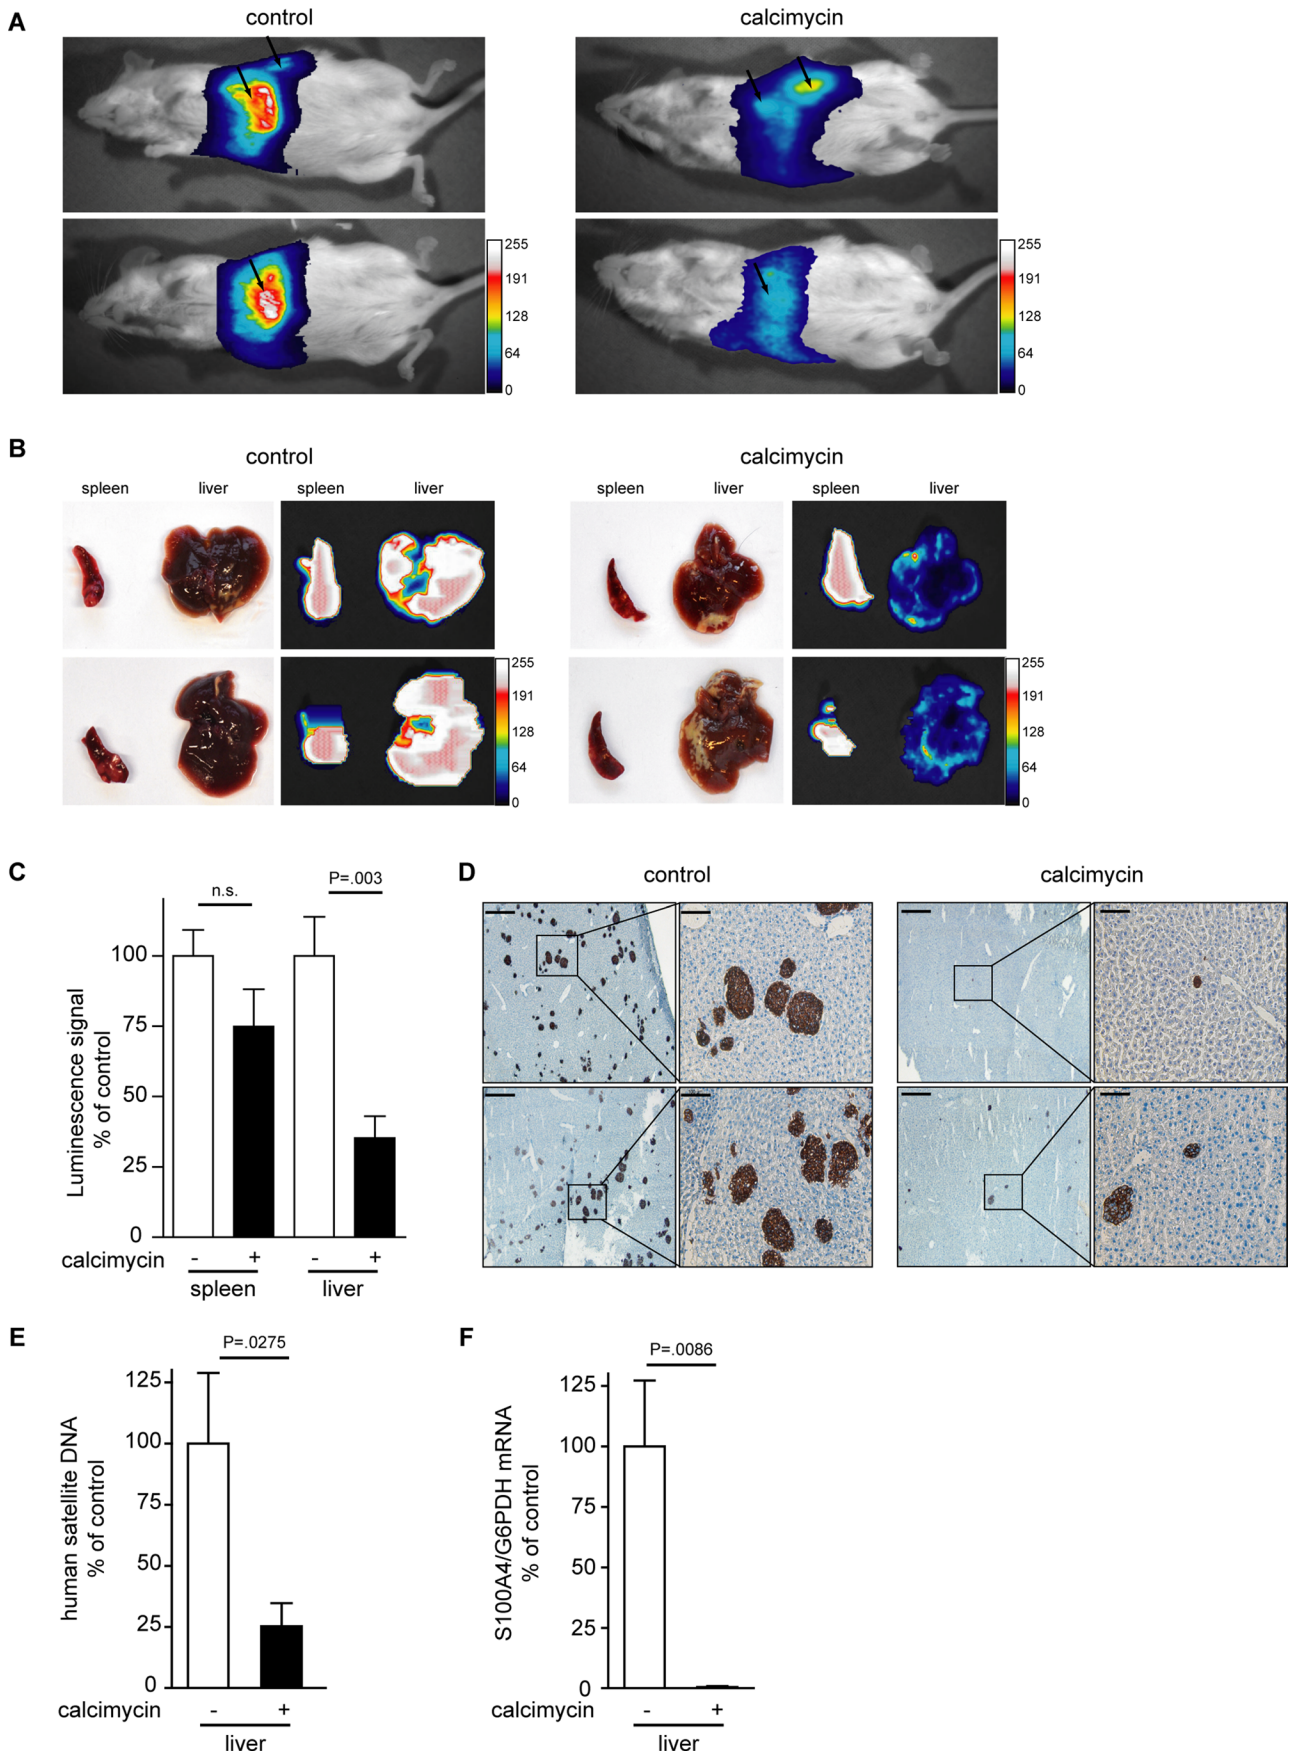 A
control
calcimycin
255
191
128
64
0
255
191
128
64
0
B
control
calcimycin
spleen liver spleen liver
spleen liver spleen liver
255
191
128
64
0
255
191
128
64
0
C
n.s.
P=.003
Luminescence signal
% of control
100
75
50
25
0
calcimycin - + - +
spleen liver
D
control
calcimycin
E
P=.0275
human satellite DNA
% of control
125
100
75
50
25
0
calcimycin - +
liver
F
P=.0086
S100A4/G6PDH mRNA
% of control
125
100
75
50
25
0
calcimycin - +
liver